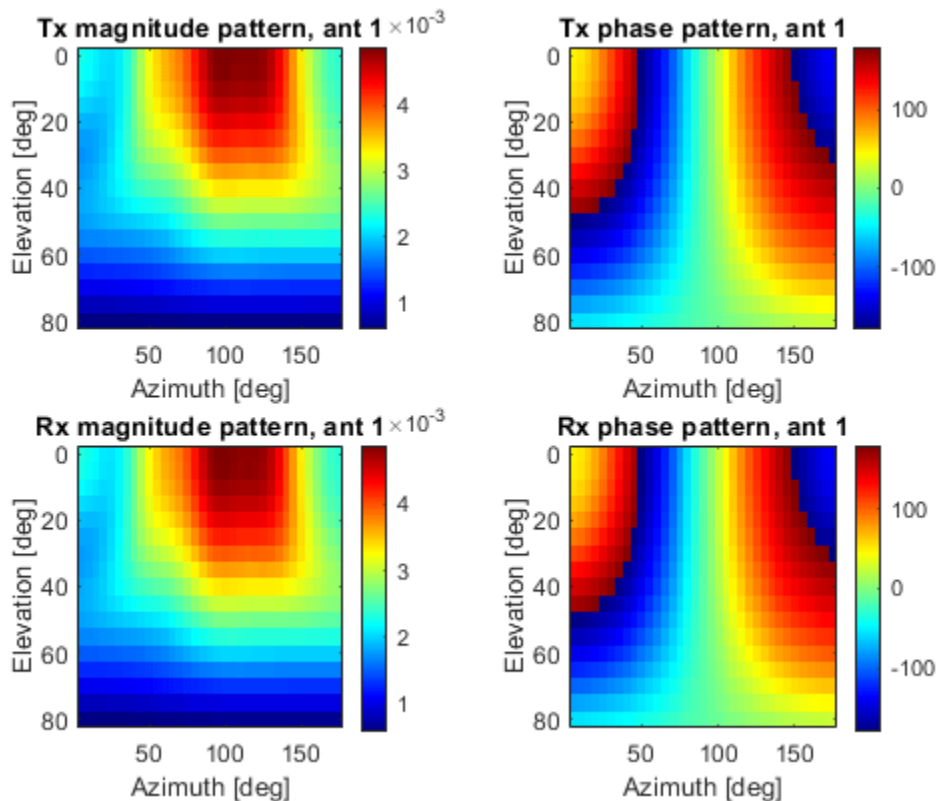 Tx magnitude pattern, ant 1
×10⁻³
0
20
40
60
80
Elevation [deg]
50 100 150
Azimuth [deg]
4
3
2
1
Tx phase pattern, ant 1
0
20
40
60
80
Elevation [deg]
50 100 150
Azimuth [deg]
100
0
-100
Rx magnitude pattern, ant 1
×10⁻³
0
20
40
60
80
Elevation [deg]
50 100 150
Azimuth [deg]
4
3
2
1
Rx phase pattern, ant 1
0
20
40
60
80
Elevation [deg]
50 100 150
Azimuth [deg]
100
0
-100